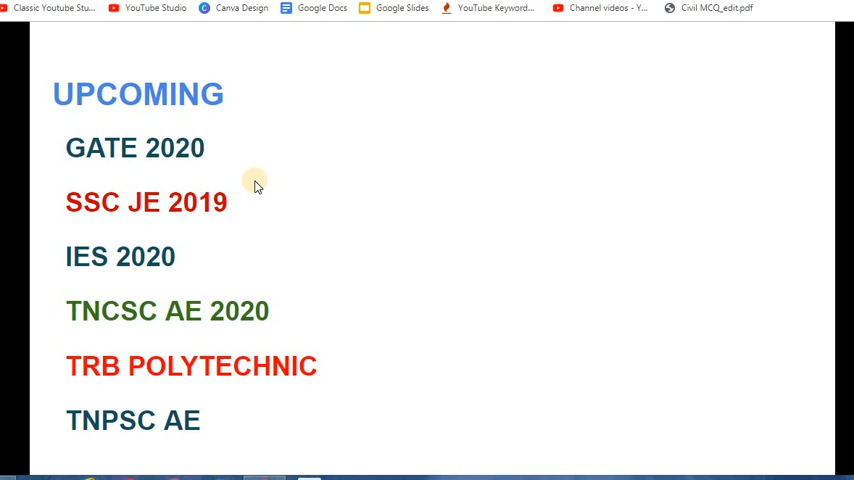 Classic Youtube Stu... YouTube Studio Canva Design Google Docs Google Slides YouTube Keyword... Channel videos - Y... Civil MCQ_edit.pdf
UPCOMING
GATE 2020
SSC JE 2019
IES 2020
TNCSC AE 2020
TRB POLYTECHNIC
TNPSC AE